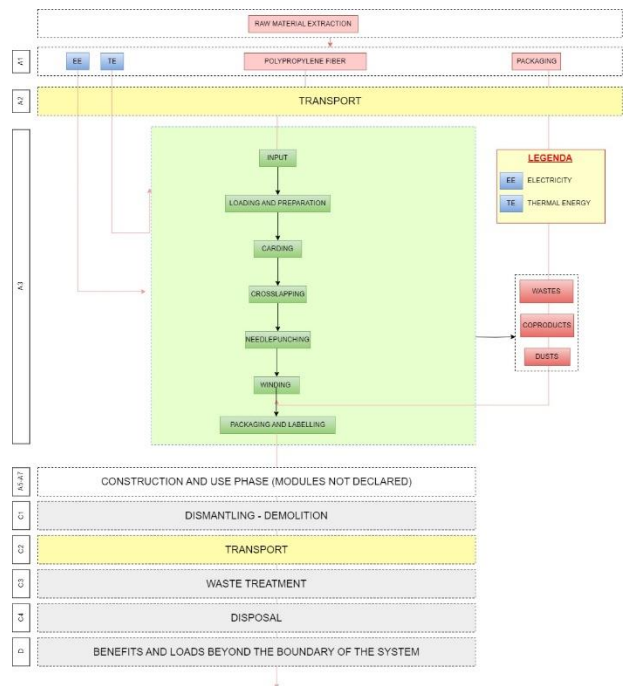 RAW MATERIAL EXTRACTION
A1
EE
TE
POLYPROPYLENE FIBER
PACKAGING
A2
TRANSPORT
A3
INPUT
LOADING AND PREPARATION
CARDING
CROSSLAPPING
NEEDLEPUNCHING
WINDING
PACKAGING AND LABELLING
LEGENDA
EE ELECTRICITY
TE THERMAL ENERGY
WASTES
COPRODUCTS
DUSTS
A5-A7
CONSTRUCTION AND USE PHASE (MODULES NOT DECLARED)
C1
DISMANTLING - DEMOLITION
C2
TRANSPORT
C3
WASTE TREATMENT
C4
DISPOSAL
D
BENEFITS AND LOADS BEYOND THE BOUNDARY OF THE SYSTEM